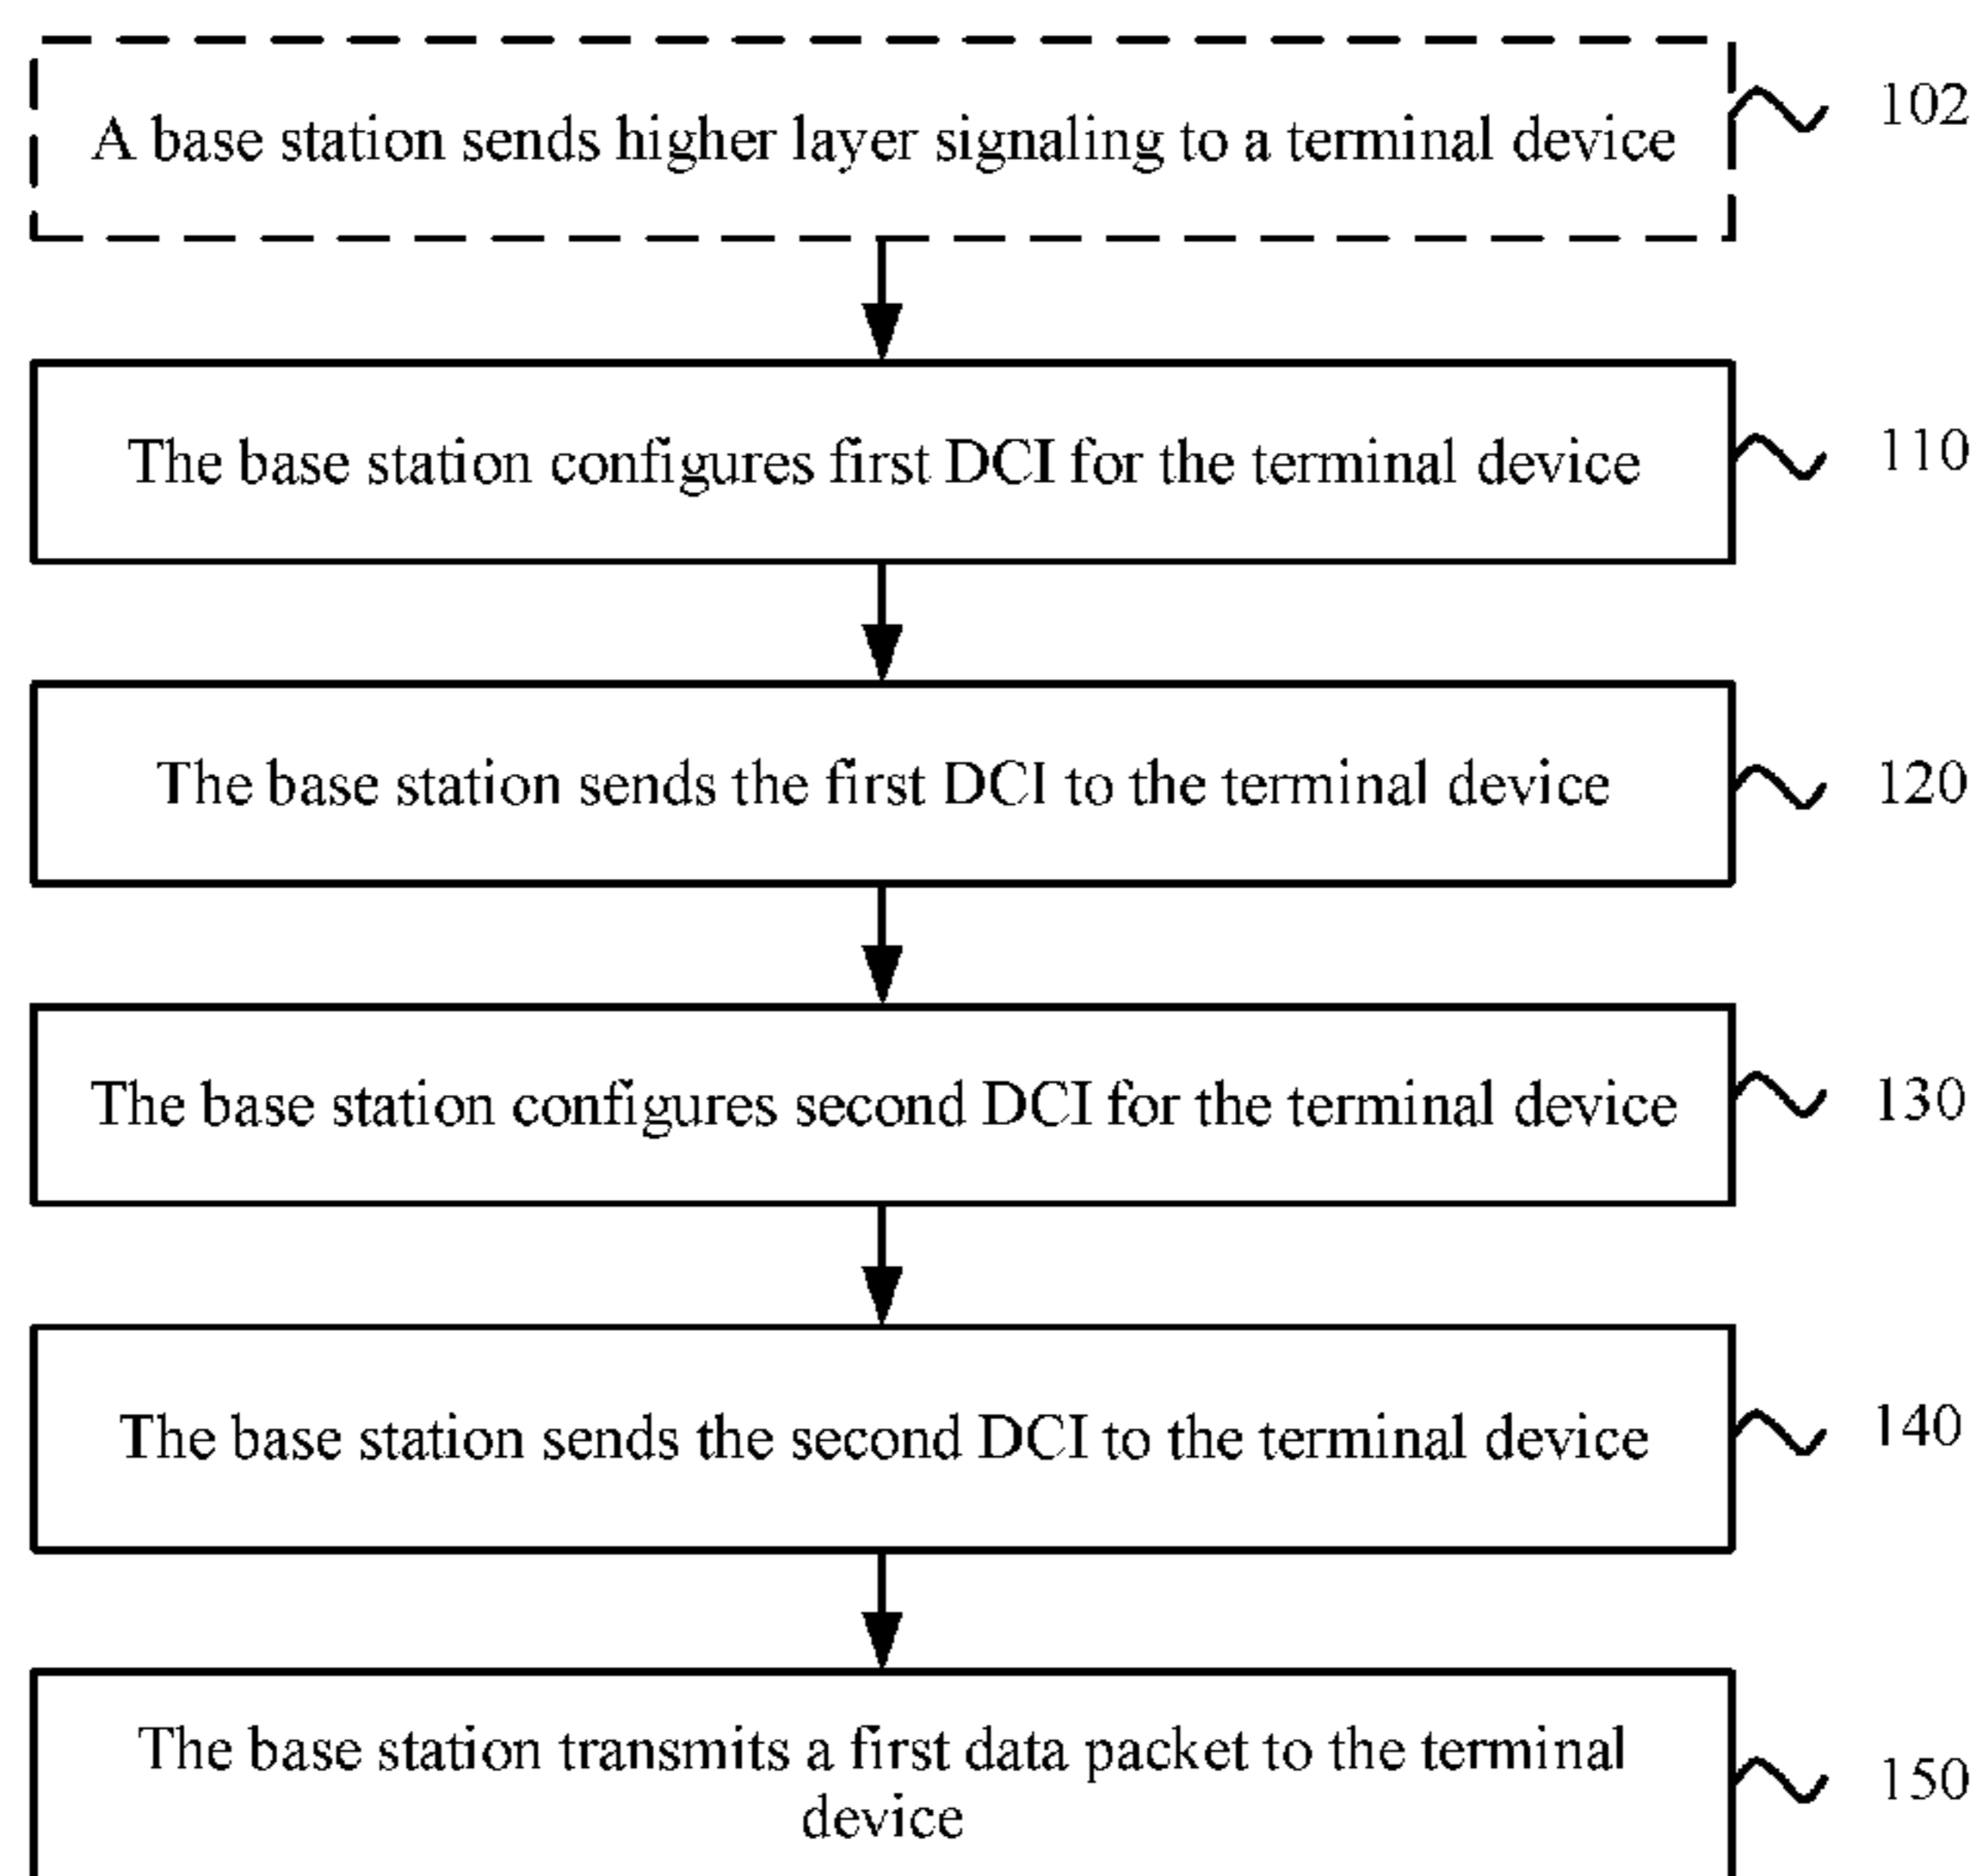 A base station sends higher layer signaling to a terminal device
102
The base station configures first DCI for the terminal device
110
The base station sends the first DCI to the terminal device
120
The base station configures second DCI for the terminal device
130
The base station sends the second DCI to the terminal device
140
The base station transmits a first data packet to the terminal
device
150